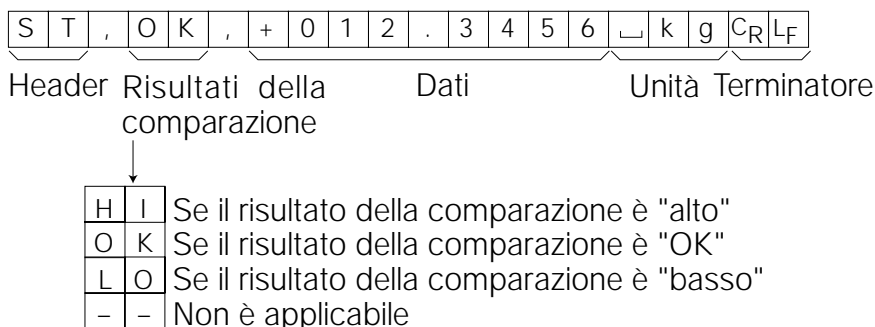 S T , O K , + 0 1 2 . 3 4 5 6 ⎵ k g CR LF
Header Risultati della comparazione Dati Unità Terminatore
H I Se il risultato della comparazione è "alto"
O K Se il risultato della comparazione è "OK"
L O Se il risultato della comparazione è "basso"
– – Non è applicabile